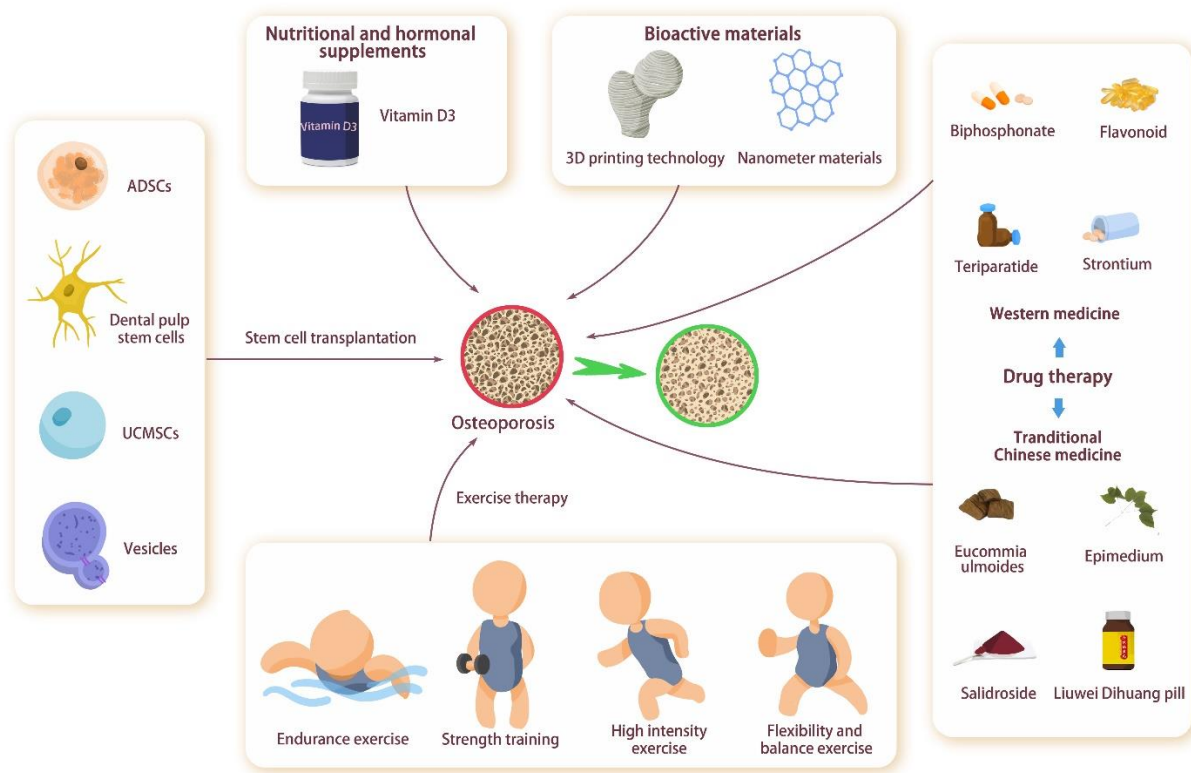 Nutritional and hormonal
supplements
Vitamin D3
Vitamin D3
Bioactive materials
3D printing technology
Nanometer materials
ADSCs
Dental pulp
stem cells
UCMSCs
Vesicles
Stem cell transplantation
Osteoporosis
Exercise therapy
Endurance exercise
Strength training
High intensity
exercise
Flexibility and
balance exercise
Biphosphonate
Flavonoid
Teriparatide
Strontium
Western medicine
Drug therapy
Tranditional
Chinese medicine
Eucommia
ulmoides
Epimedium
Salidroside
Liuwei Dihuang pill